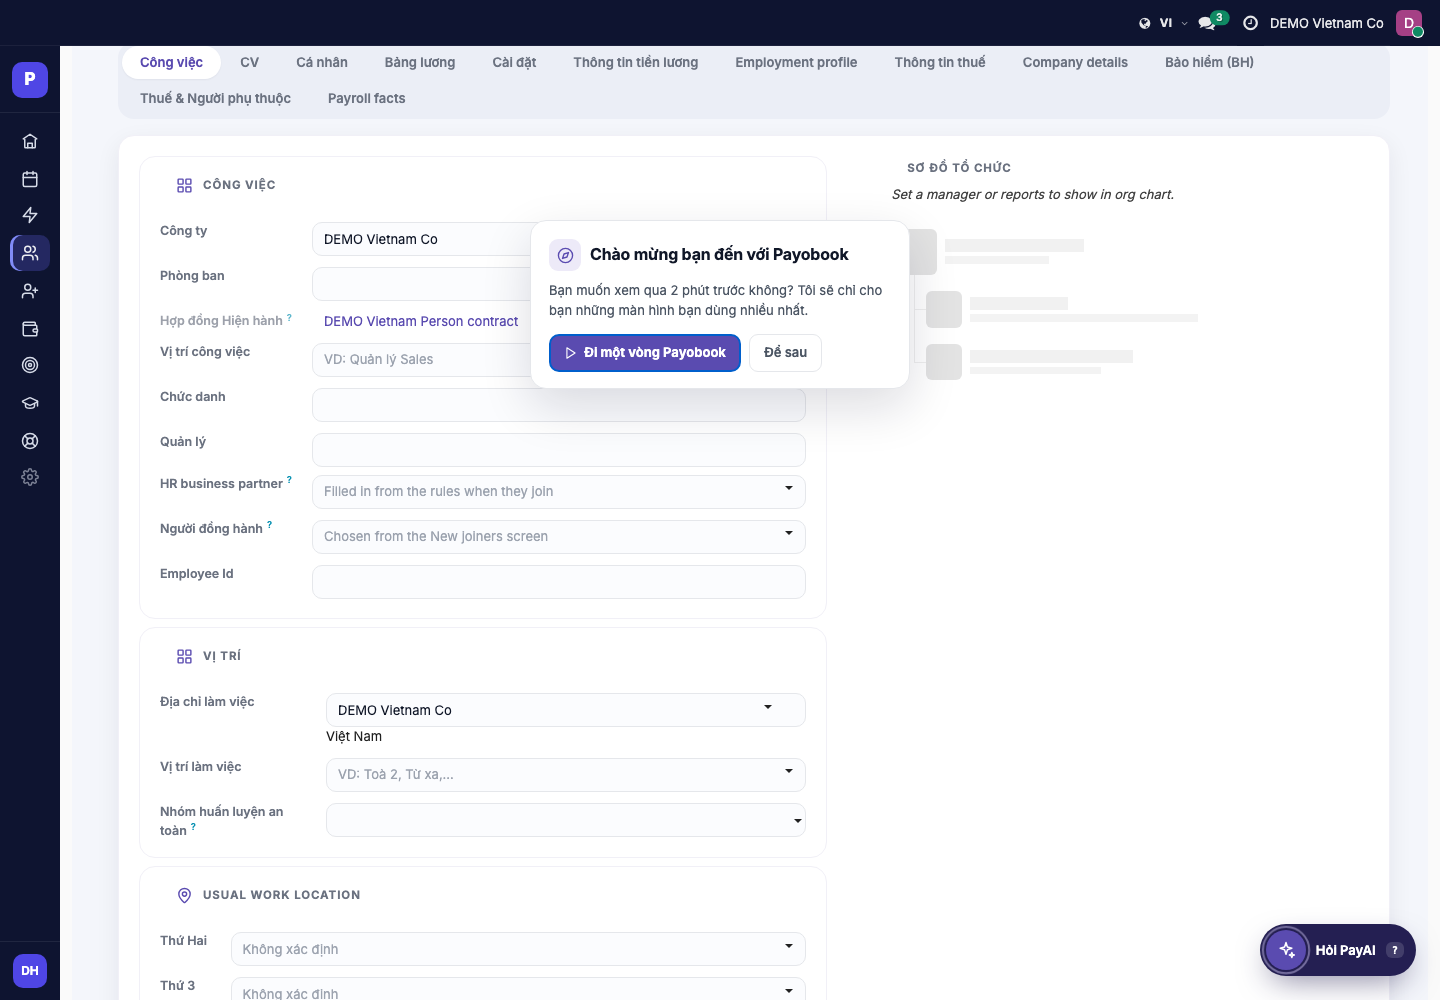 VI
3
DEMO Vietnam Co
D
P
Công việc
CV
Cá nhân
Bảng lương
Cài đặt
Thông tin tiền lương
Employment profile
Thông tin thuế
Company details
Bảo hiểm (BH)
Thuế & Người phụ thuộc
Payroll facts
CÔNG VIỆC
Công ty
DEMO Vietnam Co
Phòng ban
Hợp đồng Hiện hành ?
DEMO Vietnam Person contract
Vị trí công việc
VD: Quản lý Sales
Chức danh
Quản lý
HR business partner ?
Filled in from the rules when they join
Người đồng hành ?
Chosen from the New joiners screen
Employee Id
SƠ ĐỒ TỔ CHỨC
Set a manager or reports to show in org chart.
Chào mừng bạn đến với Payobook
Bạn muốn xem qua 2 phút trước không? Tôi sẽ chỉ cho
bạn những màn hình bạn dùng nhiều nhất.
Đi một vòng Payobook
Để sau
VỊ TRÍ
Địa chỉ làm việc
DEMO Vietnam Co
Việt Nam
Vị trí làm việc
VD: Toà 2, Từ xa,...
Nhóm huấn luyện an
toàn ?
USUAL WORK LOCATION
Thứ Hai
Không xác định
Thứ 3
Không xác định
DH
Hỏi PayAI
?